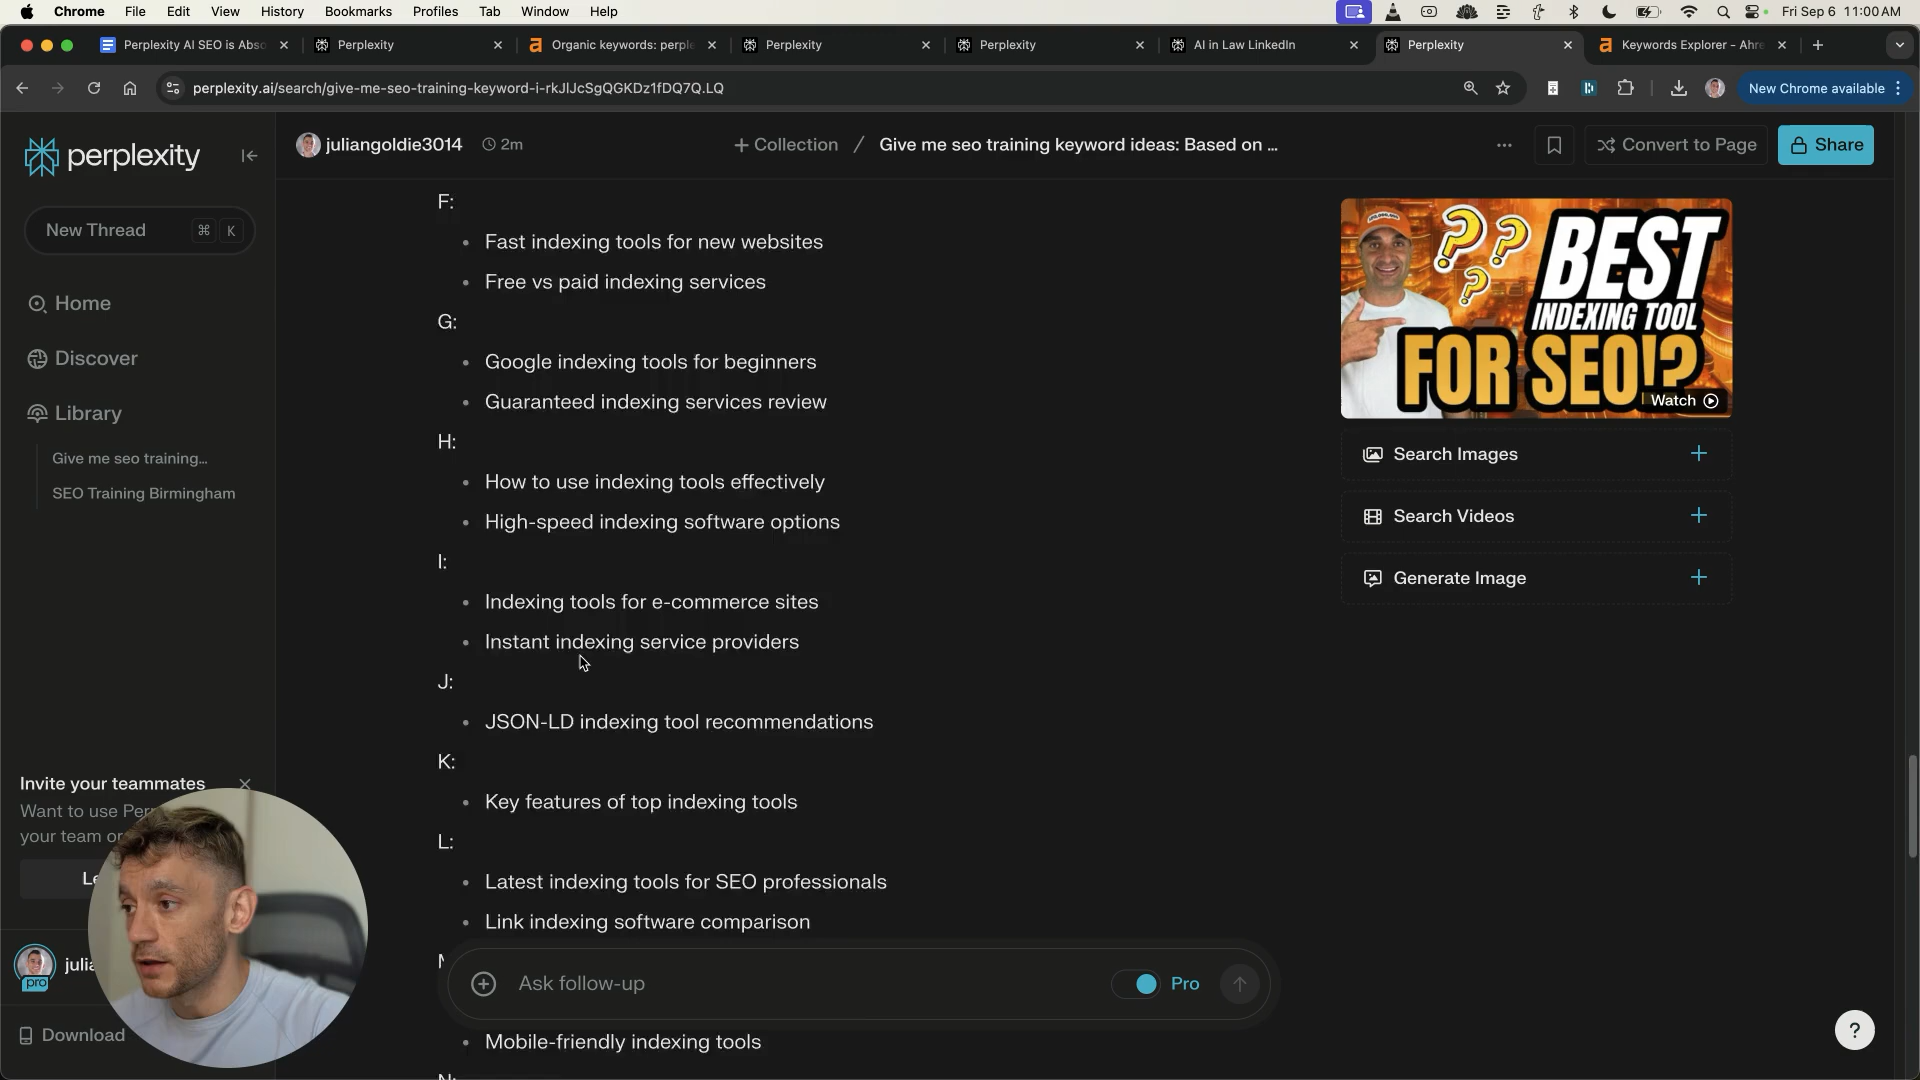 Chrome File Edit View History Bookmarks Profiles Tab Window Help Fri Sep 6 11:00 AM
Perplexity AI SEO is Abso
Perplexity
Organic keywords: perple
Perplexity
Perplexity
AI in Law LinkedIn
Perplexity
Keywords Explorer - Ahre
perplexity.ai/search/give-me-seo-training-keyword-i-rkJlJcSgQGKDz1fDQ7Q.LQ
New Chrome available
perplexity
juliangoldie3014 2m
+ Collection / Give me seo training keyword ideas: Based on ...
Convert to Page
Share
New Thread ⌘ K
Home
Discover
Library
Give me seo training...
SEO Training Birmingham
F:
• Fast indexing tools for new websites
• Free vs paid indexing services
G:
• Google indexing tools for beginners
• Guaranteed indexing services review
H:
• How to use indexing tools effectively
• High-speed indexing software options
I:
• Indexing tools for e-commerce sites
• Instant indexing service providers
J:
• JSON-LD indexing tool recommendations
K:
• Key features of top indexing tools
L:
• Latest indexing tools for SEO professionals
• Link indexing software comparison
• Mobile-friendly indexing tools
Ask follow-up
Pro
BEST
INDEXING TOOL
FOR SEO!?
Watch
Search Images +
Search Videos +
Generate Image +
Invite your teammates
Want to use
your team
pro
Download
?